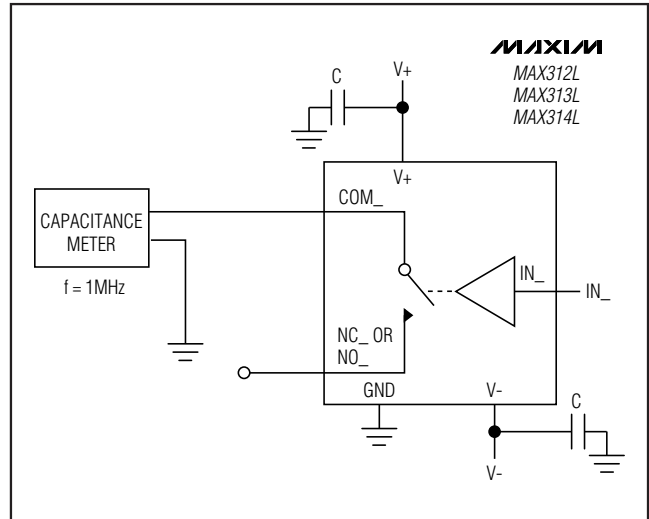 MAXIM
MAX312L
MAX313L
MAX314L
C
V+
V+
COM_
CAPACITANCE
METER
f = 1MHz
IN_
IN_
NC_ OR
NO_
GND
V-
C
V-